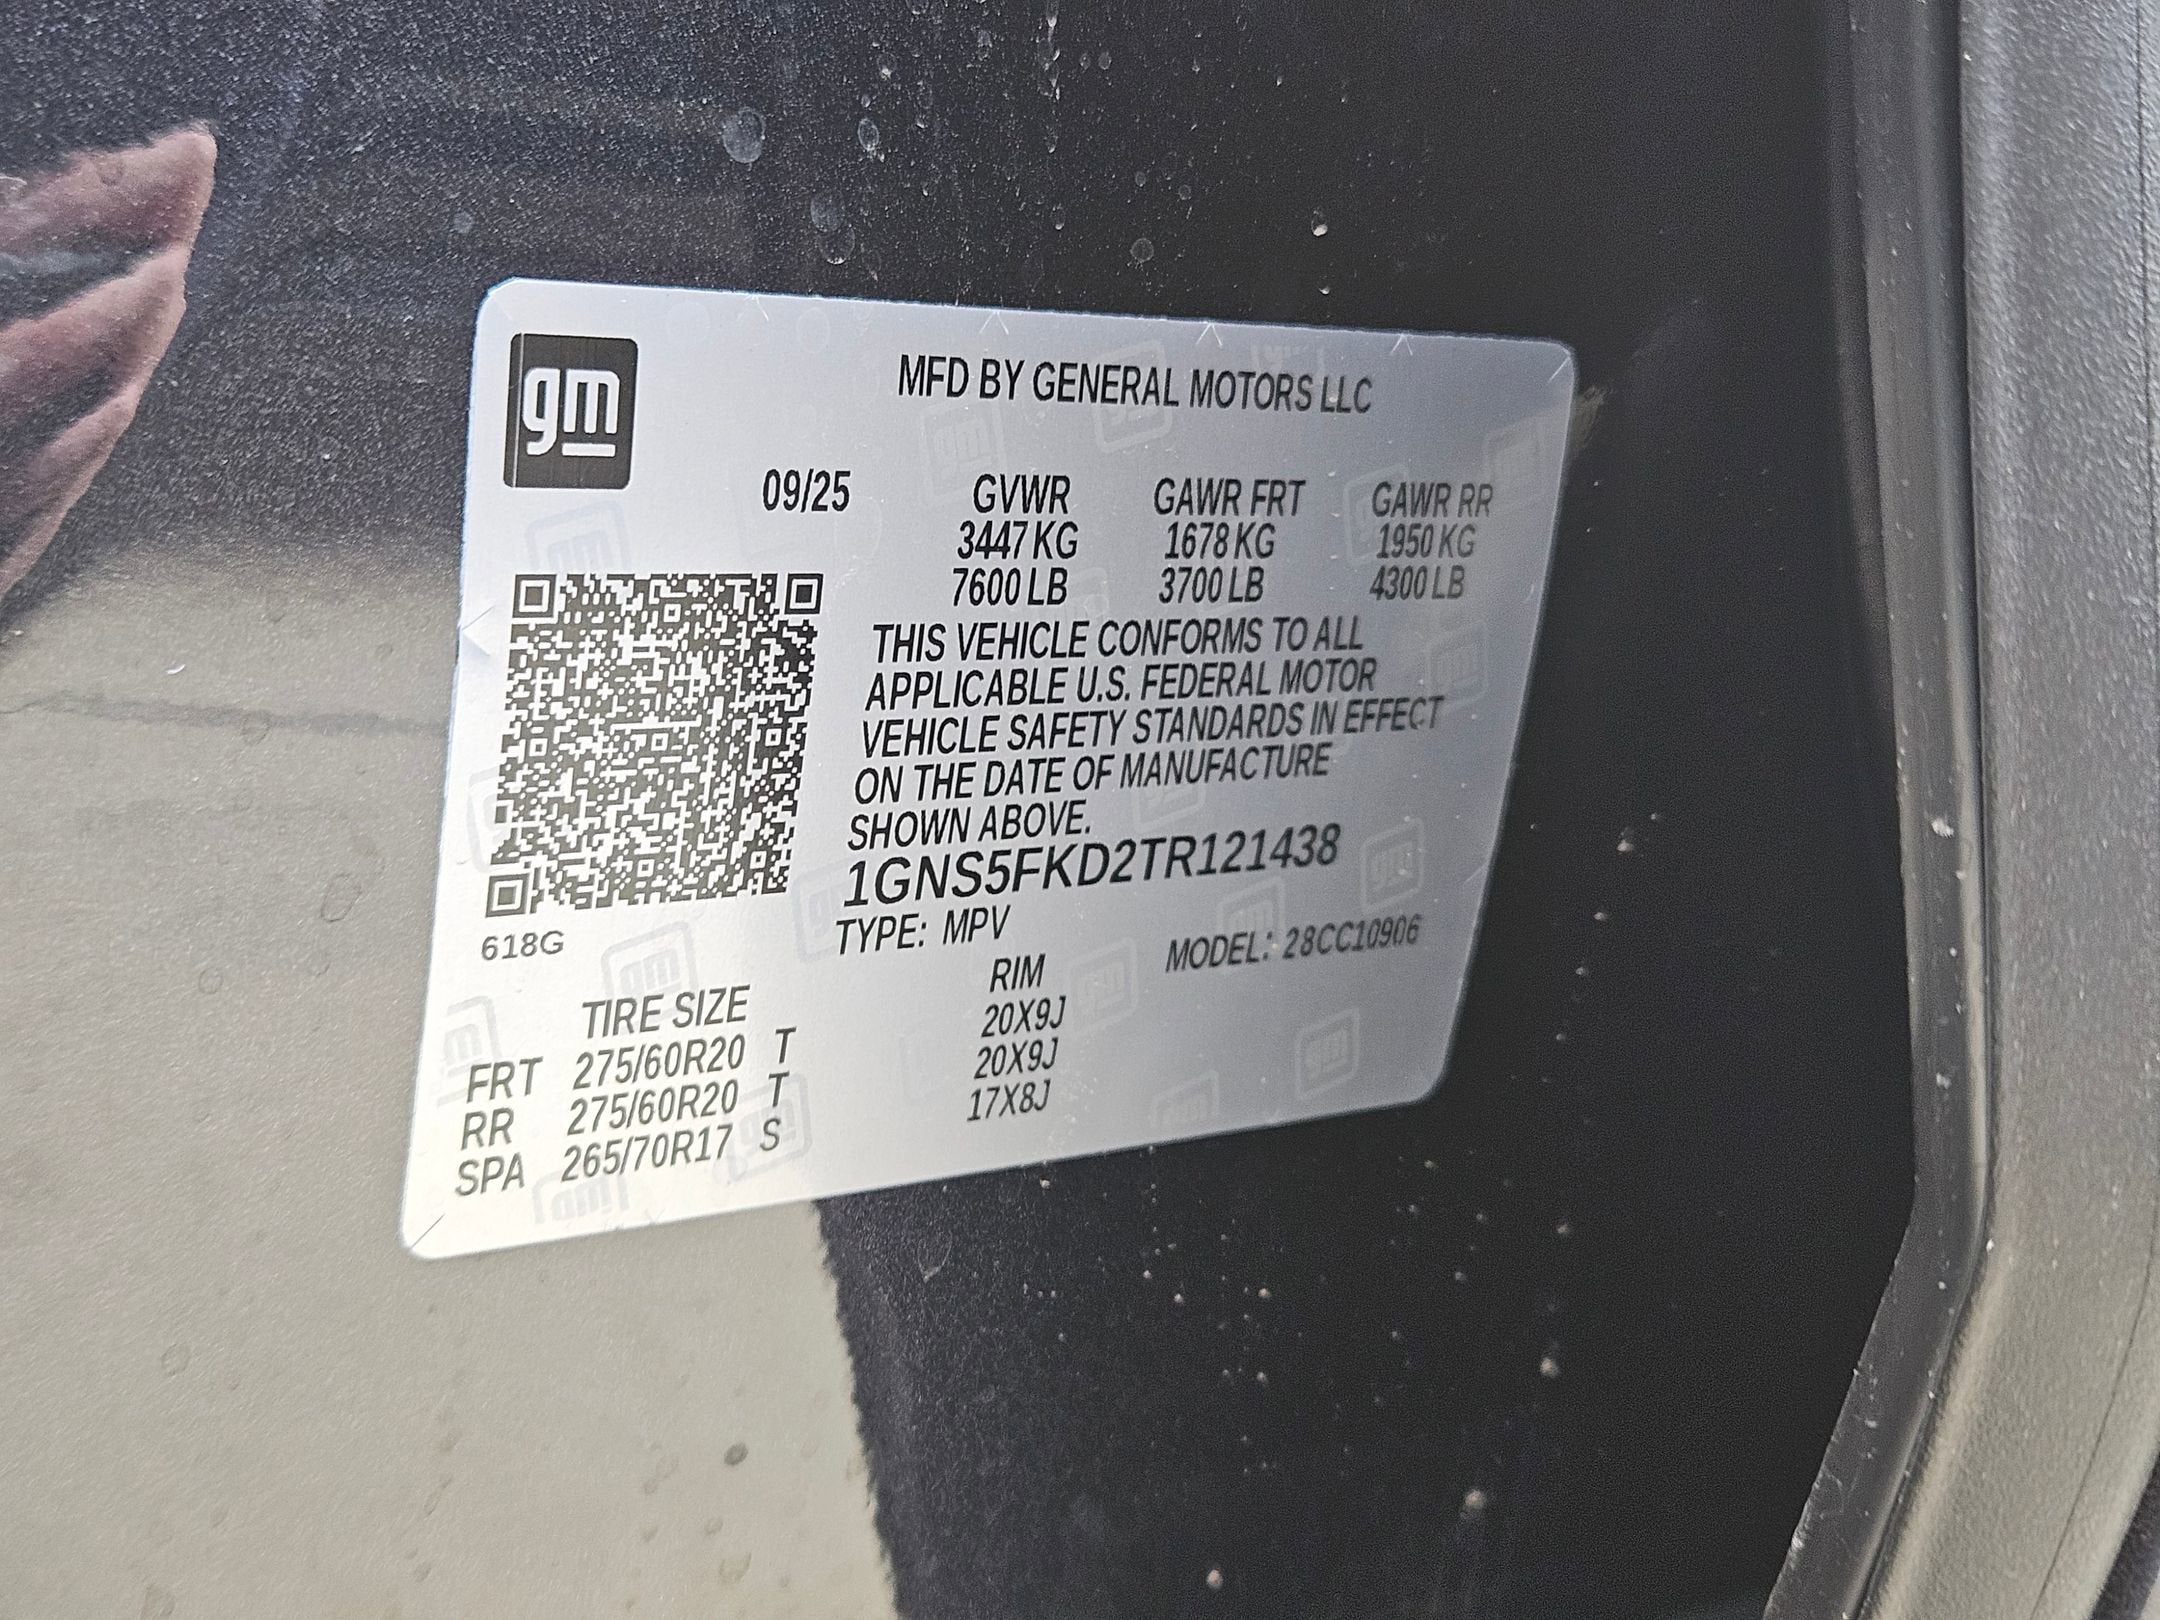 gm
MFD BY GENERAL MOTORS LLC
09/25 GVWR GAWR FRT GAWR RR
3447 KG 1678 KG 1950 KG
7600 LB 3700 LB 4300 LB
THIS VEHICLE CONFORMS TO ALL
APPLICABLE U.S. FEDERAL MOTOR
VEHICLE SAFETY STANDARDS IN EFFECT
ON THE DATE OF MANUFACTURE
SHOWN ABOVE.
1GNS5FKD2TR121438
618G
TYPE: MPV MODEL: 28CC10906
TIRE SIZE RIM
FRT 275/60R20 T 20X9J
RR 275/60R20 T 20X9J
SPA 265/70R17 S 17X8J